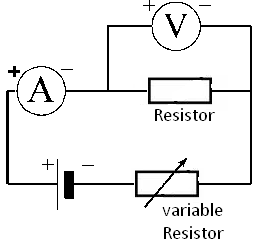 + V −
+ −
A
Resistor
+ −
variable
Resistor